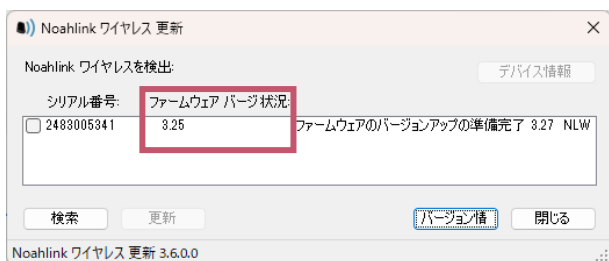 Noahlink ワイヤレス 更新
Noahlink ワイヤレスを検出:
デバイス情報
シリアル番号: ファームウェア バージ 状況:
2483005341 3.25 ファームウェアのバージョンアップの準備完了 3.27 NLW
検索 更新 バージョン情 閉じる
Noahlink ワイヤレス 更新 3.6.0.0